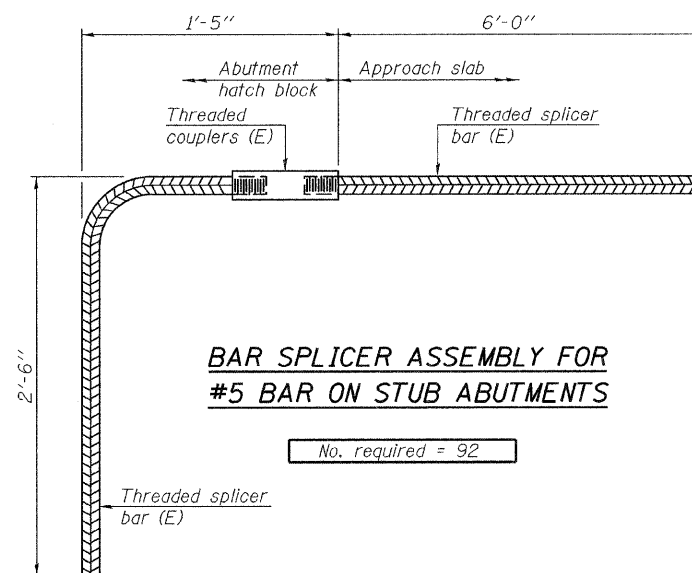 1'-5"
6'-0"
Abutment
hatch block
Approach slab
Threaded
couplers (E)
Threaded splicer
bar (E)
2'-6"
BAR SPLICER ASSEMBLY FOR
#5 BAR ON STUB ABUTMENTS
No. required = 92
Threaded splicer
bar (E)